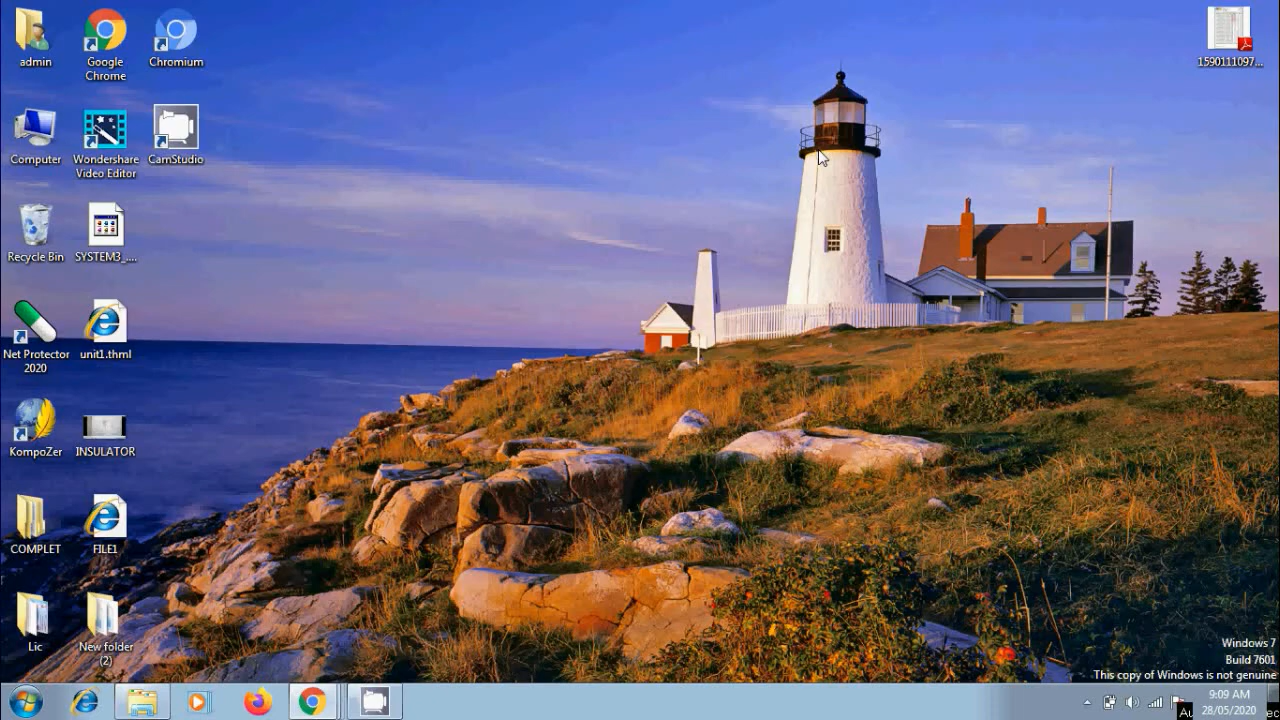 admin
Google
Chrome
Chromium
1590111097...
Computer
Wondershare
Video Editor
CamStudio
Recycle Bin
SYSTEM3_....
Net Protector
2020
unit1.thml
KompoZer
INSULATOR
COMPLET
FILE1
Lic
New folder
(2)
Windows 7
Build 7601
This copy of Windows is not genuine
9:09 AM
28/05/2020